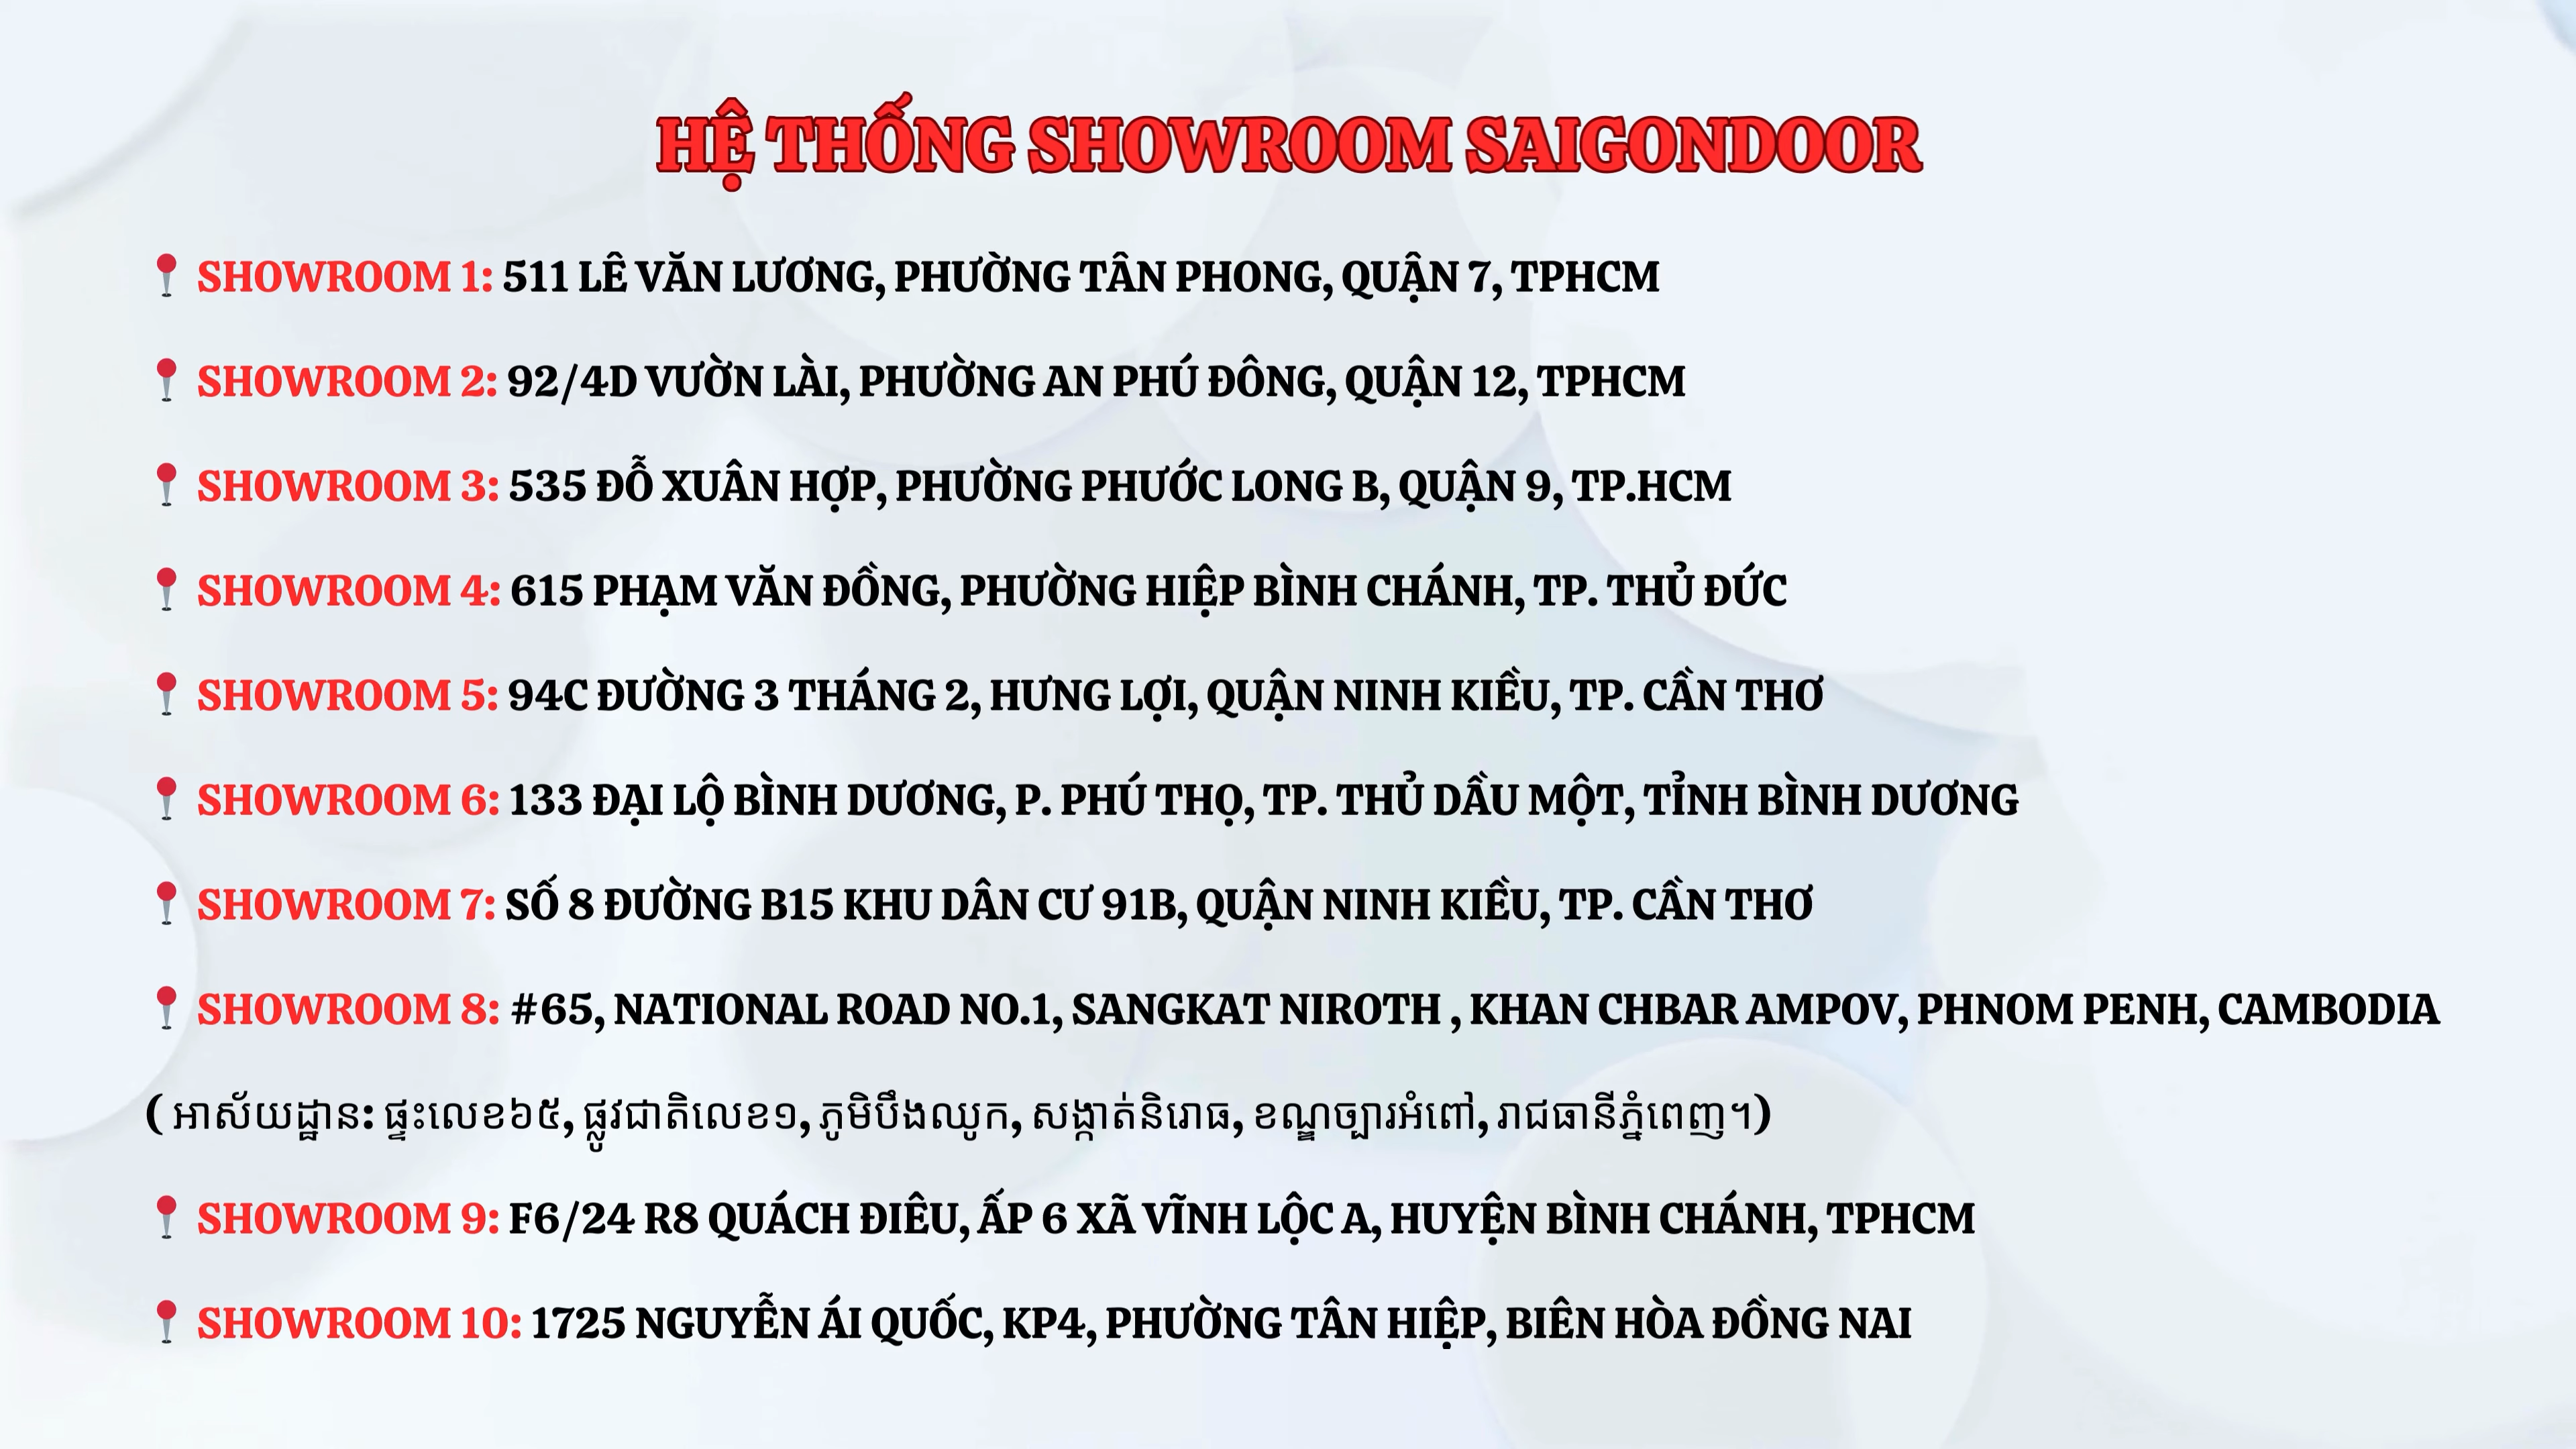 HỆ THỐNG SHOWROOM SAIGONDOOR
SHOWROOM 1: 511 LÊ VĂN LƯƠNG, PHƯỜNG TÂN PHONG, QUẬN 7, TPHCM
SHOWROOM 2: 92/4D VƯỜN LÀI, PHƯỜNG AN PHÚ ĐÔNG, QUẬN 12, TPHCM
SHOWROOM 3: 535 ĐỖ XUÂN HỢP, PHƯỜNG PHƯỚC LONG B, QUẬN 9, TP.HCM
SHOWROOM 4: 615 PHẠM VĂN ĐỒNG, PHƯỜNG HIỆP BÌNH CHÁNH, TP. THỦ ĐỨC
SHOWROOM 5: 94C ĐƯỜNG 3 THÁNG 2, HƯNG LỢI, QUẬN NINH KIỀU, TP. CẦN THƠ
SHOWROOM 6: 133 ĐẠI LỘ BÌNH DƯƠNG, P. PHÚ THỌ, TP. THỦ DẦU MỘT, TỈNH BÌNH DƯƠNG
SHOWROOM 7: SỐ 8 ĐƯỜNG B15 KHU DÂN CƯ 91B, QUẬN NINH KIỀU, TP. CẦN THƠ
SHOWROOM 8: #65, NATIONAL ROAD NO.1, SANGKAT NIROTH , KHAN CHBAR AMPOV, PHNOM PENH, CAMBODIA
( អាស័យដ្ឋាន: ផ្ទះលេខ៦៥, ផ្លូវជាតិលេខ១, ភូមិបឹងឈូក, សង្កាត់និរោធ, ខណ្ឌច្បារអំពៅ, រាជធានីភ្នំពេញ។)
SHOWROOM 9: F6/24 R8 QUÁCH ĐIÊU, ẤP 6 XÃ VĨNH LỘC A, HUYỆN BÌNH CHÁNH, TPHCM
SHOWROOM 10: 1725 NGUYỄN ÁI QUỐC, KP4, PHƯỜNG TÂN HIỆP, BIÊN HÒA ĐỒNG NAI